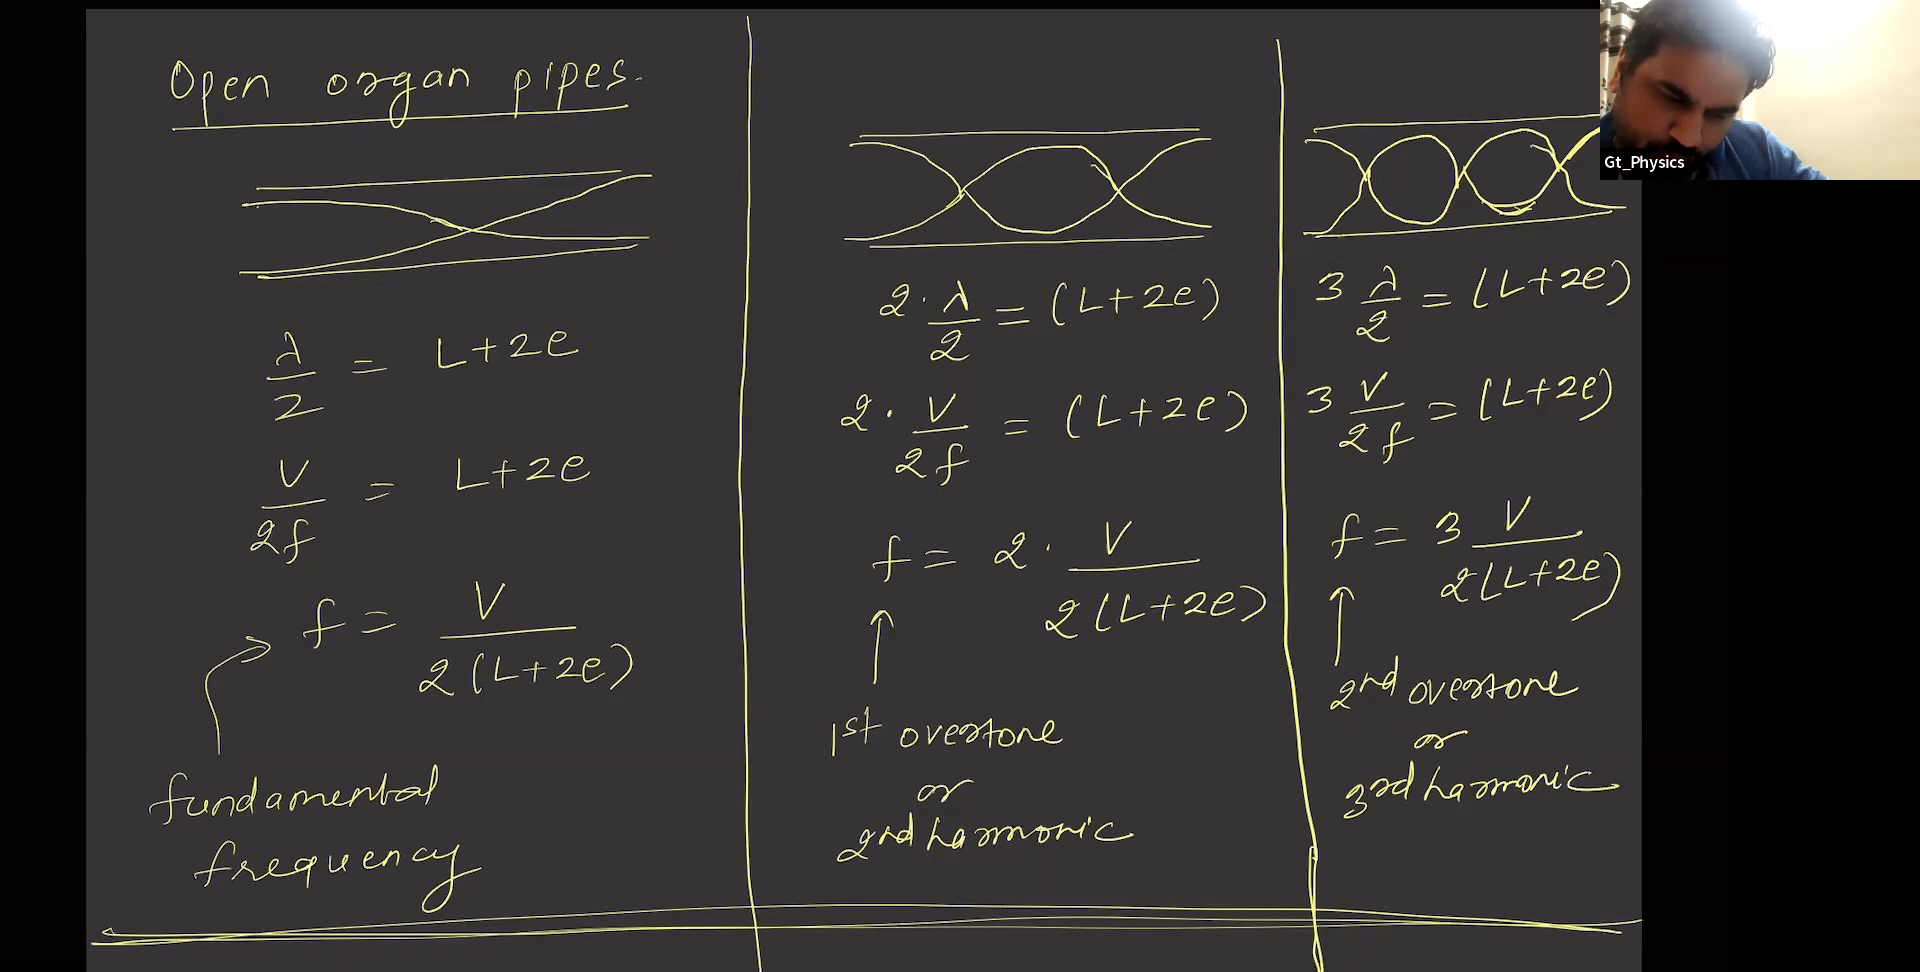 Open organ pipes.
λ/2 = L+2e
V/2f = L+2e
f = V/2(L+2e)
fundamental
frequency
2·λ/2 = (L+2e)
2·V/2f = (L+2e)
f = 2·V/2(L+2e)
1st overtone
or
2nd harmonic
3 λ/2 = (L+2e)
3 V/2f = (L+2e)
f = 3 V/2(L+2e)
2nd overtone
or
3rd harmonic
Gt_Physics